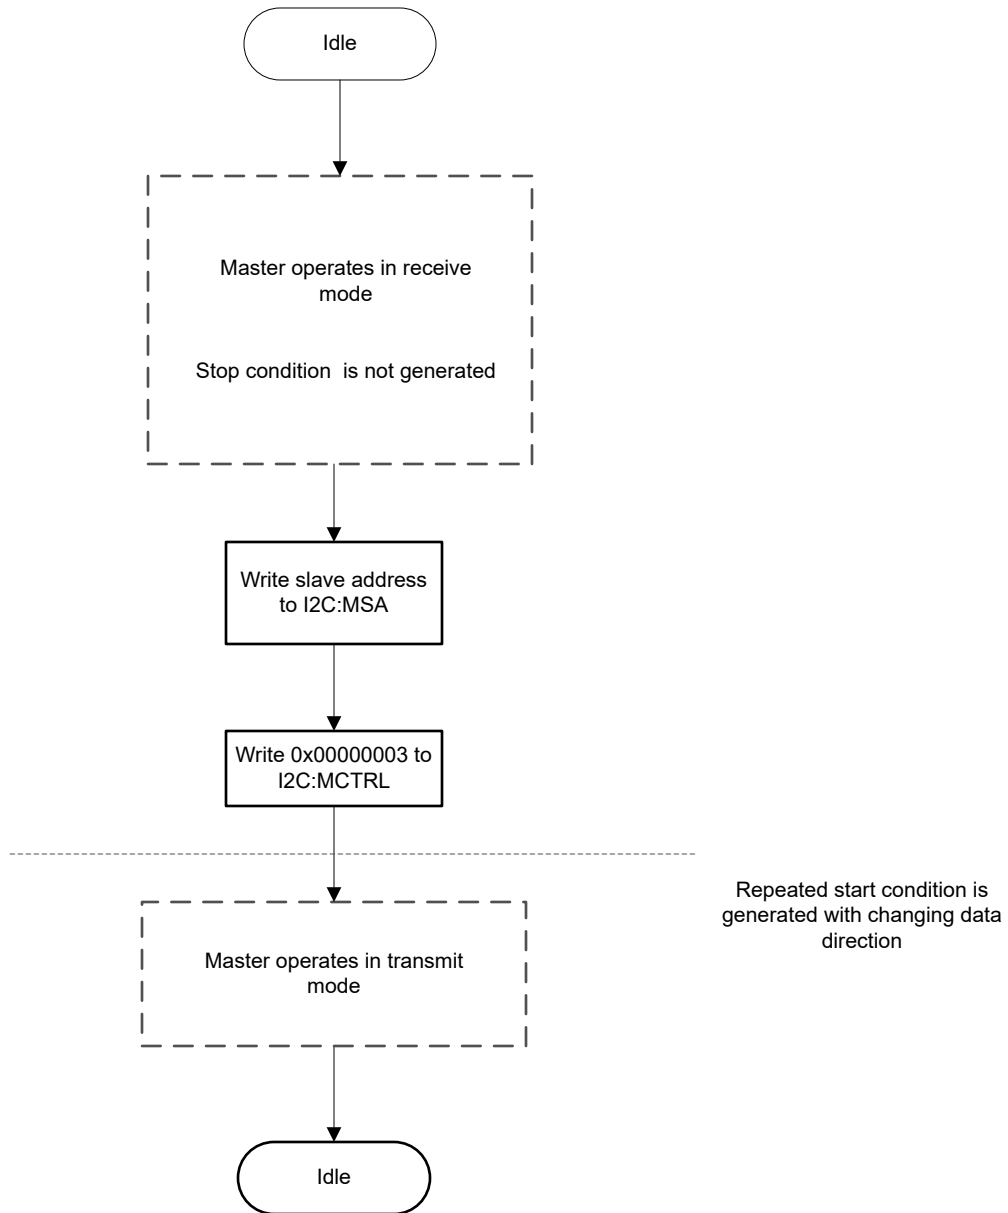 Idle
Master operates in receive
mode
Stop condition  is not generated
Write slave address
to I2C:MSA
Write 0x00000003 to
I2C:MCTRL
Repeated start condition is
generated with changing data
direction
Master operates in transmit
mode
Idle